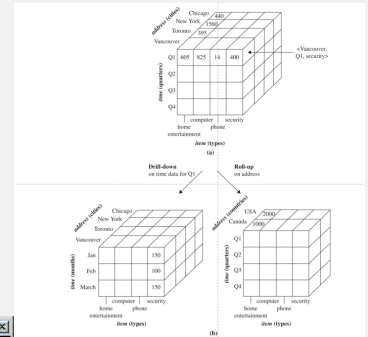 address (cities)
Chicago 440
New York 1560
Toronto 395
Vancouver
time (quarters)
Q1 605 825 14 400
Q2
Q3
Q4
<Vancouver,
Q1, security>
computer security
home phone
entertainment
item (types)
(a)
Drill-down
on time data for Q1
Roll-up
on address
address (cities)
Chicago
New York
Toronto
Vancouver
time (months)
Jan 150
Feb 100
March 150
computer security
home phone
entertainment
item (types)
address (countries)
USA 2000
Canada 1000
time (quarters)
Q1
Q2
Q3
Q4
computer security
home phone
entertainment
item (types)
(b)